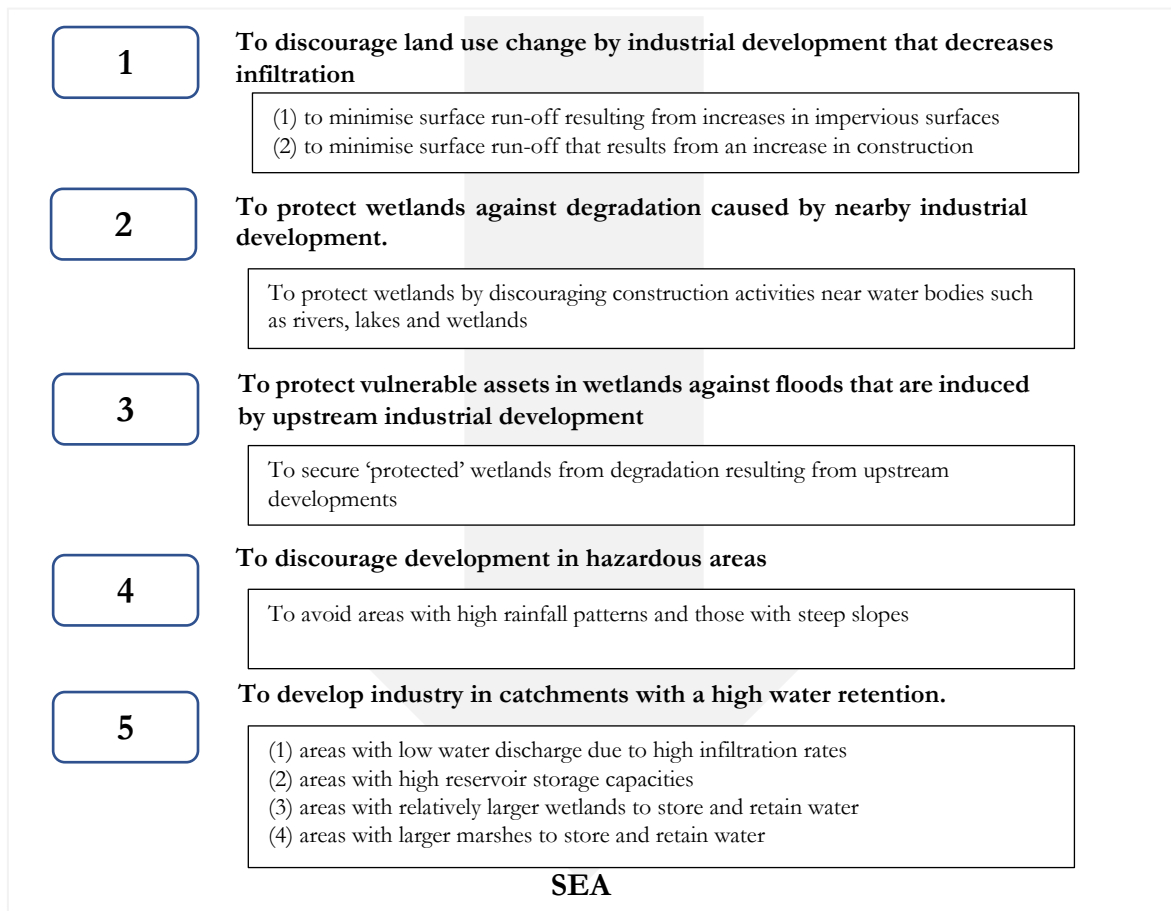 1
To discourage land use change by industrial development that decreases
infiltration
(1) to minimise surface run-off resulting from increases in impervious surfaces
(2) to minimise surface run-off that results from an increase in construction
2
To protect wetlands against degradation caused by nearby industrial
development.
To protect wetlands by discouraging construction activities near water bodies such
as rivers, lakes and wetlands
3
To protect vulnerable assets in wetlands against floods that are induced
by upstream industrial development
To secure ‘protected’ wetlands from degradation resulting from upstream
developments
4
To discourage development in hazardous areas
To avoid areas with high rainfall patterns and those with steep slopes
5
To develop industry in catchments with a high water retention.
(1) areas with low water discharge due to high infiltration rates
(2) areas with high reservoir storage capacities
(3) areas with relatively larger wetlands to store and retain water
(4) areas with larger marshes to store and retain water
SEA